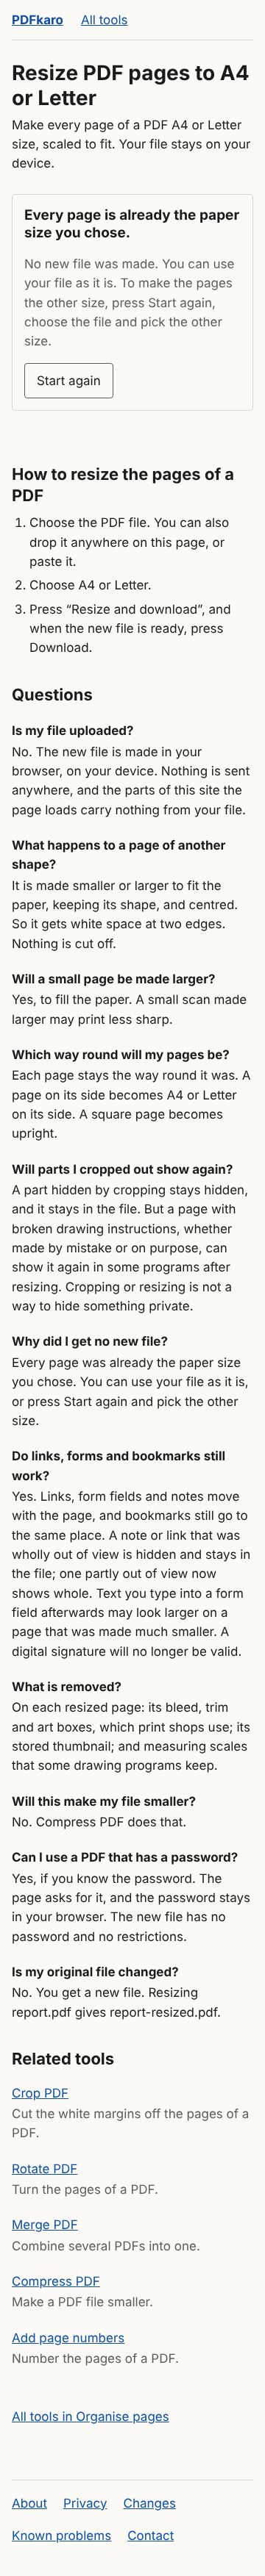 PDFkaro All tools
Resize PDF pages to A4
or Letter
Make every page of a PDF A4 or Letter
size, scaled to fit. Your file stays on your
device.
Every page is already the paper
size you chose.
No new file was made. You can use
your file as it is. To make the pages
the other size, press Start again,
choose the file and pick the other
size.
Start again
How to resize the pages of a
PDF
1. Choose the PDF file. You can also
drop it anywhere on this page, or
paste it.
2. Choose A4 or Letter.
3. Press “Resize and download”, and
when the new file is ready, press
Download.
Questions
Is my file uploaded?
No. The new file is made in your
browser, on your device. Nothing is sent
anywhere, and the parts of this site the
page loads carry nothing from your file.
What happens to a page of another
shape?
It is made smaller or larger to fit the
paper, keeping its shape, and centred.
So it gets white space at two edges.
Nothing is cut off.
Will a small page be made larger?
Yes, to fill the paper. A small scan made
larger may print less sharp.
Which way round will my pages be?
Each page stays the way round it was. A
page on its side becomes A4 or Letter
on its side. A square page becomes
upright.
Will parts I cropped out show again?
A part hidden by cropping stays hidden,
and it stays in the file. But a page with
broken drawing instructions, whether
made by mistake or on purpose, can
show it again in some programs after
resizing. Cropping or resizing is not a
way to hide something private.
Why did I get no new file?
Every page was already the paper size
you chose. You can use your file as it is,
or press Start again and pick the other
size.
Do links, forms and bookmarks still
work?
Yes. Links, form fields and notes move
with the page, and bookmarks still go to
the same place. A note or link that was
wholly out of view is hidden and stays in
the file; one partly out of view now
shows whole. Text you type into a form
field afterwards may look larger on a
page that was made much smaller. A
digital signature will no longer be valid.
What is removed?
On each resized page: its bleed, trim
and art boxes, which print shops use; its
stored thumbnail; and measuring scales
that some drawing programs keep.
Will this make my file smaller?
No. Compress PDF does that.
Can I use a PDF that has a password?
Yes, if you know the password. The
page asks for it, and the password stays
in your browser. The new file has no
password and no restrictions.
Is my original file changed?
No. You get a new file. Resizing
report.pdf gives report-resized.pdf.
Related tools
Crop PDF
Cut the white margins off the pages of a
PDF.
Rotate PDF
Turn the pages of a PDF.
Merge PDF
Combine several PDFs into one.
Compress PDF
Make a PDF file smaller.
Add page numbers
Number the pages of a PDF.
All tools in Organise pages
About Privacy Changes
Known problems Contact